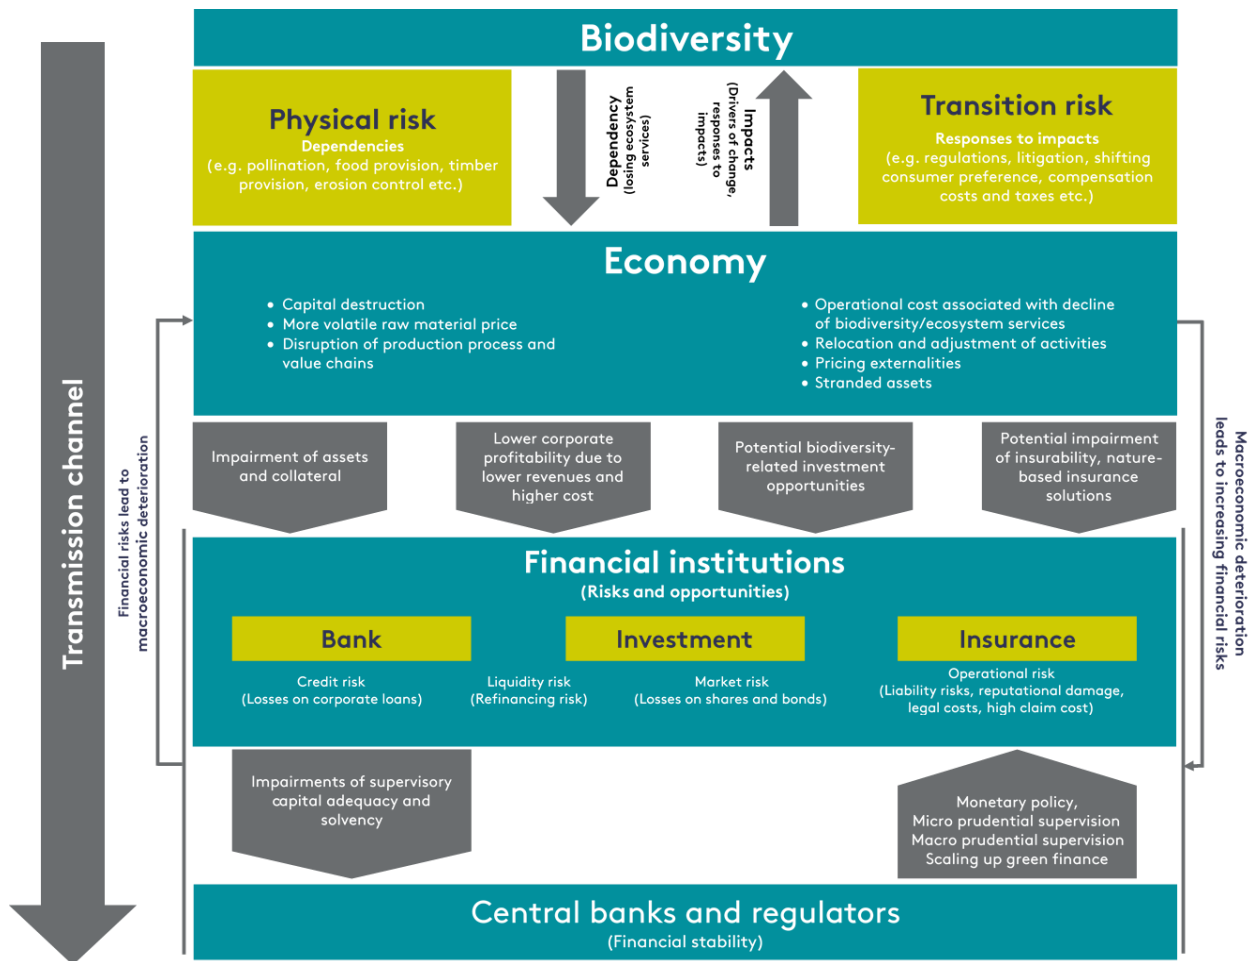 Biodiversity
Physical risk
Dependencies
(e.g. pollination, food provision, timber
provision, erosion control etc.)
Dependency
(losing ecosystem
services)
Impacts
(Drivers of change,
responses to
impacts)
Transition risk
Responses to impacts
(e.g. regulations, litigation, shifting
consumer preference, compensation
costs and taxes etc.)
Economy
• Capital destruction
• More volatile raw material price
• Disruption of production process and
value chains
• Operational cost associated with decline
of biodiversity/ecosystem services
• Relocation and adjustment of activities
• Pricing externalities
• Stranded assets
Transmission channel
Financial risks lead to
macroeconomic deterioration
Macroeconomic deterioration
leads to increasing financial risks
Impairment of assets
and collateral
Lower corporate
profitability due to
lower revenues and
higher cost
Potential biodiversity-
related investment
opportunities
Potential impairment
of insurability, nature-
based insurance
solutions
Financial institutions
(Risks and opportunities)
Bank
Investment
Insurance
Credit risk
(Losses on corporate loans)
Liquidity risk
(Refinancing risk)
Market risk
(Losses on shares and bonds)
Operational risk
(Liability risks, reputational damage,
legal costs, high claim cost)
Impairments of supervisory
capital adequacy and
solvency
Monetary policy,
Micro prudential supervision
Macro prudential supervision
Scaling up green finance
Central banks and regulators
(Financial stability)